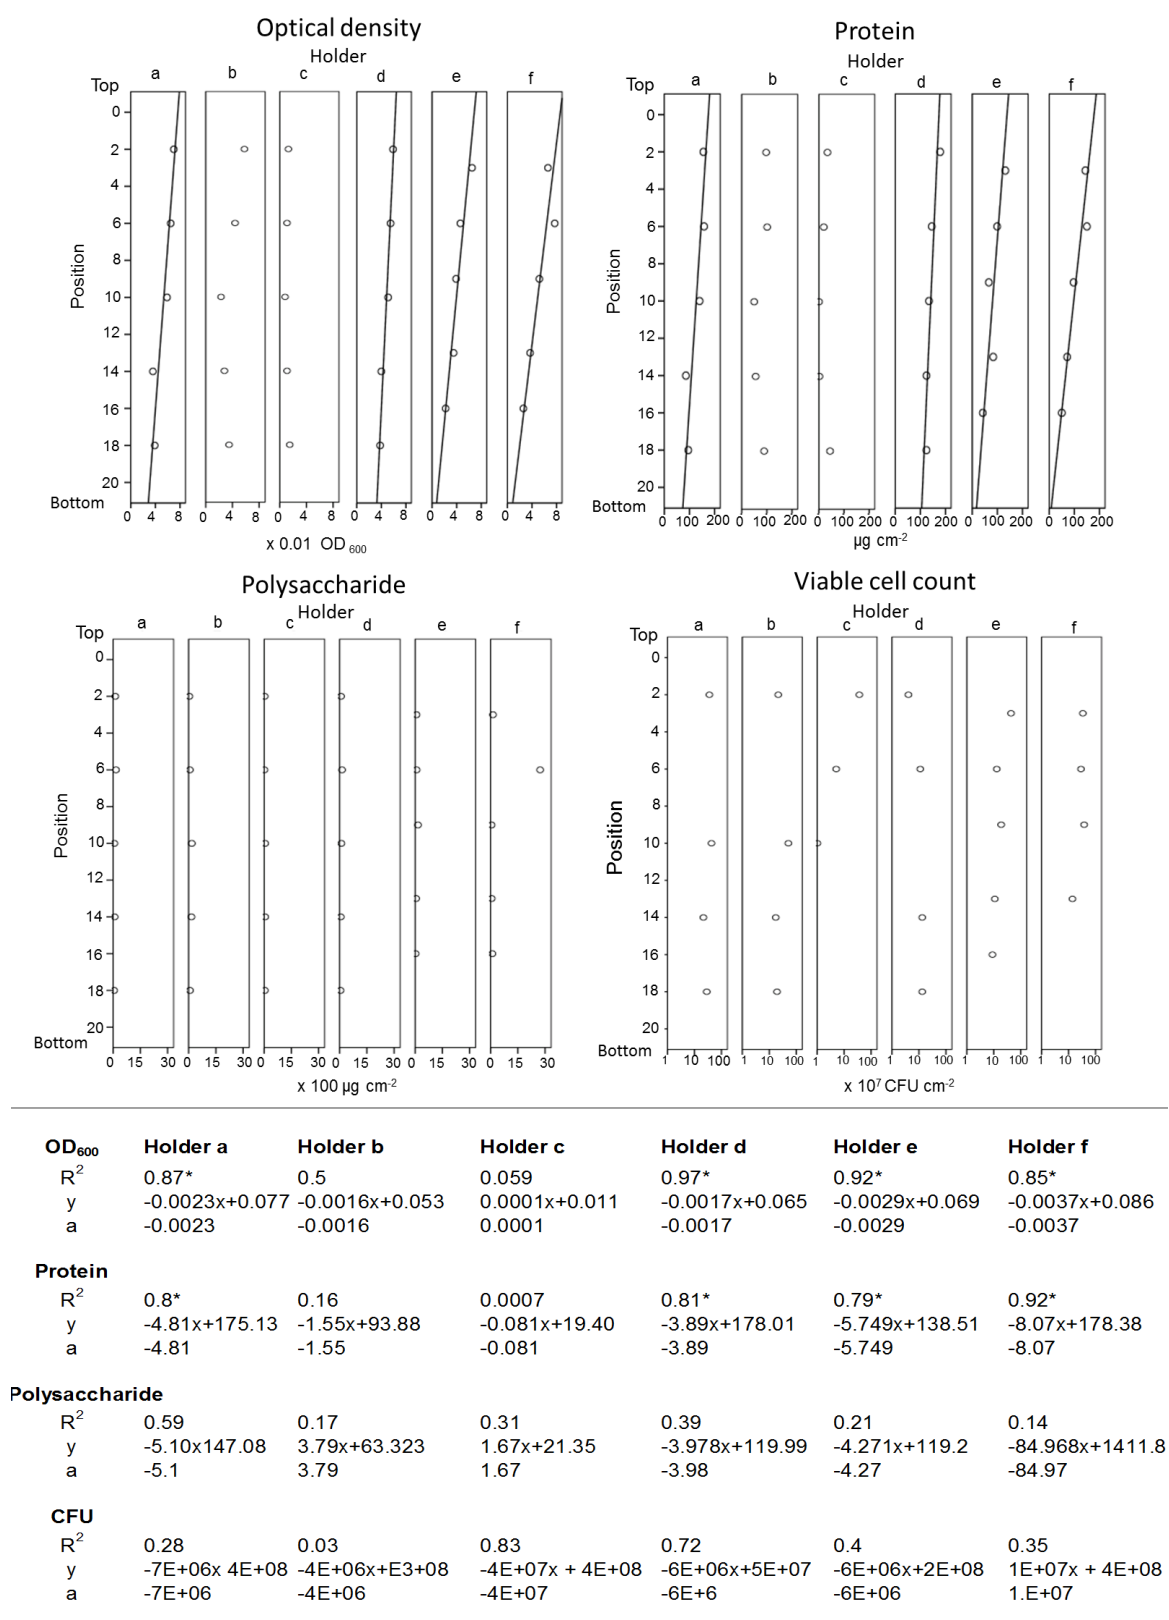 Optical density
Holder
a b c d e f
Top
0
2
4
6
8
10
12
14
16
18
20
Position
Bottom
0 4 8 0 4 8 0 4 8 0 4 8 0 4 8 0 4 8
x 0.01 OD 600
Protein
Holder
a b c d e f
Top
0
2
4
6
8
10
12
14
16
18
20
Position
Bottom
0 100 200 0 100 200 0 100 200 0 100 200 0 100 200 0 100 200
µg cm-2
Polysaccharide
Holder
a b c d e f
Top
0
2
4
6
8
10
12
14
16
18
20
Position
Bottom
0 15 30 0 15 30 0 15 30 0 15 30 0 15 30 0 15 30
x 100 µg cm-2
Viable cell count
Holder
a b c d e f
Top
0
2
4
6
8
10
12
14
16
18
20
Position
Bottom
1 10 100 1 10 100 1 10 100 1 10 100 1 10 100 1 10 100
x 10⁷ CFU cm-2
OD₆₀₀ Holder a Holder b Holder c Holder d Holder e Holder f
R² 0.87* 0.5 0.059 0.97* 0.92* 0.85*
y -0.0023x+0.077 -0.0016x+0.053 0.0001x+0.011 -0.0017x+0.065 -0.0029x+0.069 -0.0037x+0.086
a -0.0023 -0.0016 0.0001 -0.0017 -0.0029 -0.0037
Protein
R² 0.8* 0.16 0.0007 0.81* 0.79* 0.92*
y -4.81x+175.13 -1.55x+93.88 -0.081x+19.40 -3.89x+178.01 -5.749x+138.51 -8.07x+178.38
a -4.81 -1.55 -0.081 -3.89 -5.749 -8.07
Polysaccharide
R² 0.59 0.17 0.31 0.39 0.21 0.14
y -5.10x147.08 3.79x+63.323 1.67x+21.35 -3.978x+119.99 -4.271x+119.2 -84.968x+1411.8
a -5.1 3.79 1.67 -3.98 -4.27 -84.97
CFU
R² 0.28 0.03 0.83 0.72 0.4 0.35
y -7E+06x 4E+08 -4E+06x+E3+08 -4E+07x + 4E+08 -6E+06x+5E+07 -6E+06x+2E+08 1E+07x + 4E+08
a -7E+06 -4E+06 -4E+07 -6E+6 -6E+06 1.E+07